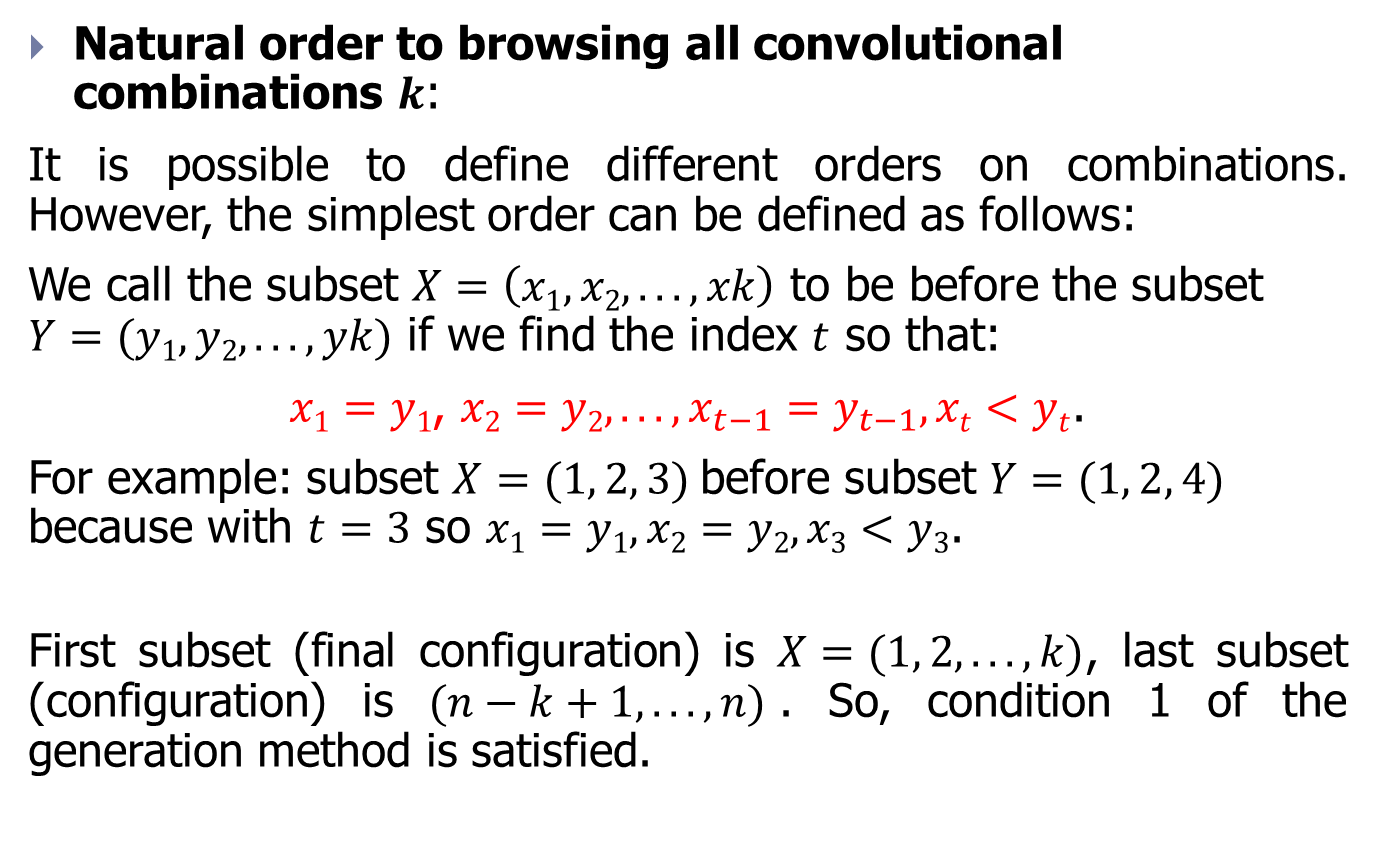 Natural order to browsing all convolutional
combinations k:
It is possible to define different orders on combinations.
However, the simplest order can be defined as follows:
We call the subset X = (x₁, x₂, . . . , xk) to be before the subset
Y = (y₁, y₂, . . . , yk) if we find the index t so that:
x₁ = y₁, x₂ = y₂, . . . , xₜ₋₁ = yₜ₋₁, xₜ < yₜ.
For example: subset X = (1, 2, 3) before subset Y = (1, 2, 4)
because with t = 3 so x₁ = y₁, x₂ = y₂, x₃ < y₃.
First subset (final configuration) is X = (1, 2, . . . , k), last subset
(configuration) is (n − k + 1, . . . , n) . So, condition 1 of the
generation method is satisfied.